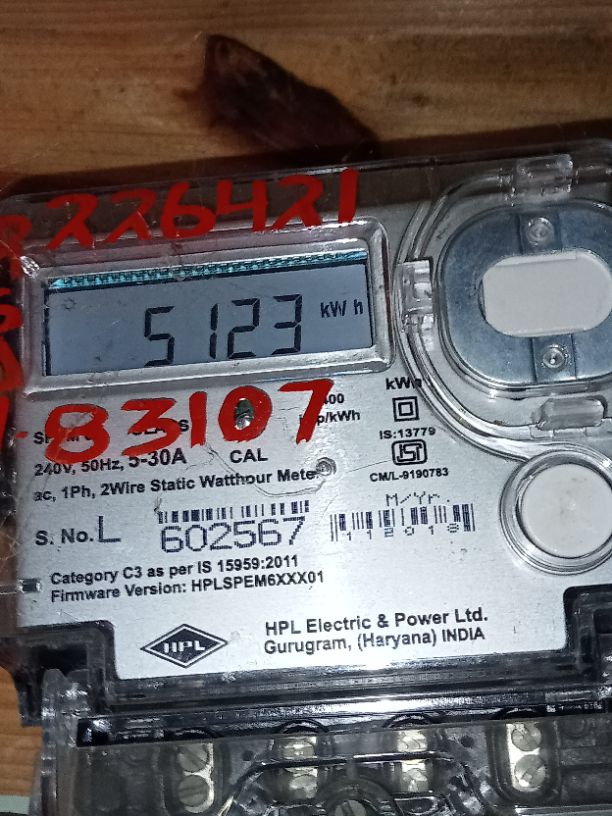 226421
5123 kWh
83107
kWh
IS:13779
240V, 50Hz, 5-30A CAL
CM/L-9190783
ac, 1Ph, 2Wire Static Watthour Meter
M/Yr.
S. No. L 602567 112018
Category C3 as per IS 15959:2011
Firmware Version: HPLSPEM6XXX01
HPL
HPL Electric & Power Ltd.
Gurugram, (Haryana) INDIA